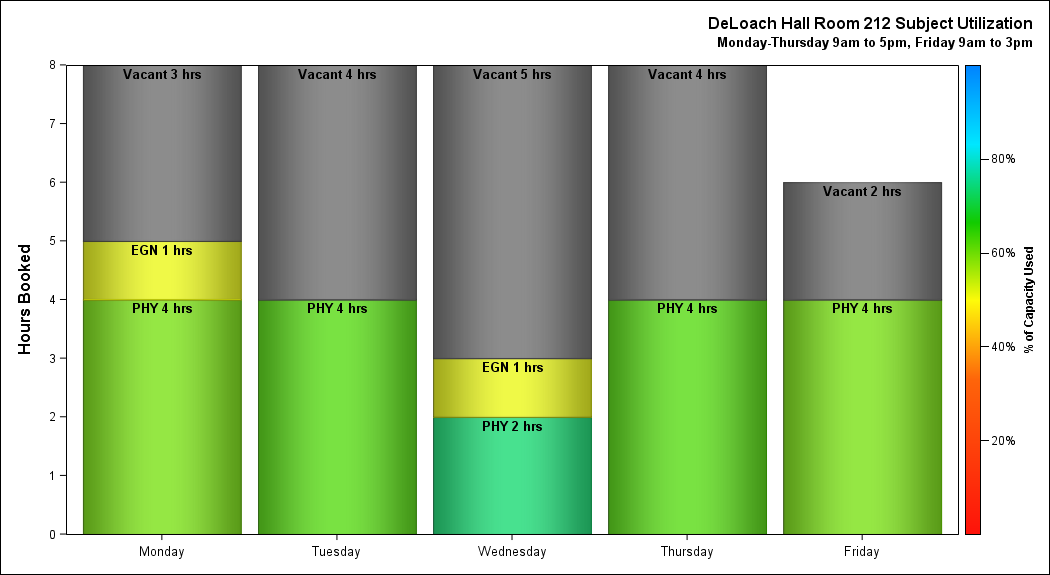 DeLoach Hall Room 212 Subject Utilization
Monday-Thursday 9am to 5pm, Friday 9am to 3pm
Hours Booked
8
7
6
5
4
3
2
1
0
Vacant 3 hrs
EGN 1 hrs
PHY 4 hrs
Vacant 4 hrs
PHY 4 hrs
Vacant 5 hrs
EGN 1 hrs
PHY 2 hrs
Vacant 4 hrs
PHY 4 hrs
Vacant 2 hrs
PHY 4 hrs
Monday
Tuesday
Wednesday
Thursday
Friday
80%
60%
40%
20%
% of Capacity Used